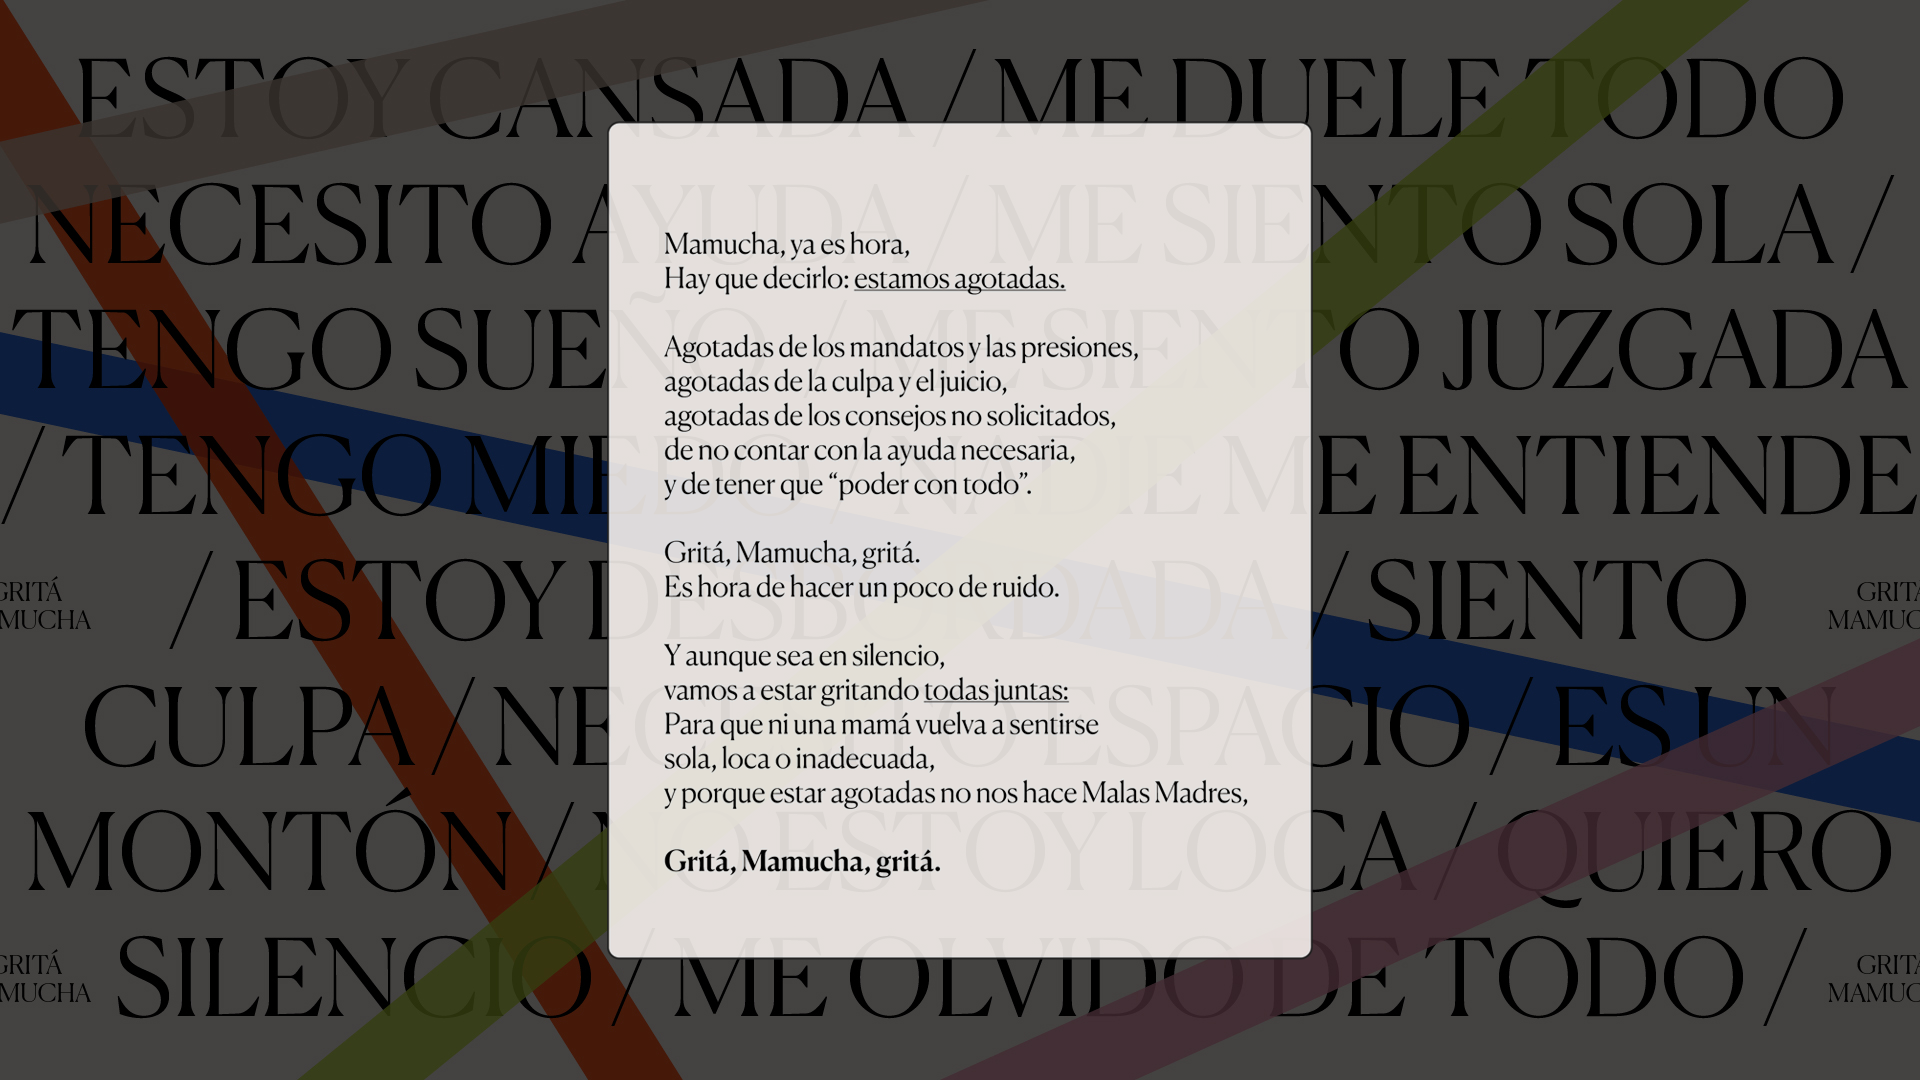 ESTOY CANSADA / ME DUELE TODO
NECESITO AYUDA / ME SIENTO SOLA /
TENGO SUEÑO / ME SIENTO JUZGADA
/ TENGO MIEDO / NADIE ME ENTIENDE
/ ESTOY DESBORDADA / SIENTO
CULPA / NECESITO ESPACIO / ES UN
MONTÓN / NO ESTOY LOCA / QUIERO
SILENCIO / ME OLVIDO DE TODO /
GRITÁ
MUCHA
GRITÁ
MAMUC
GRITÁ
MUCHA
GRITÁ
MAMUC
Mamucha, ya es hora,
Hay que decirlo: estamos agotadas.
Agotadas de los mandatos y las presiones,
agotadas de la culpa y el juicio,
agotadas de los consejos no solicitados,
de no contar con la ayuda necesaria,
y de tener que “poder con todo”.
Gritá, Mamucha, gritá.
Es hora de hacer un poco de ruido.
Y aunque sea en silencio,
vamos a estar gritando todas juntas:
Para que ni una mamá vuelva a sentirse
sola, loca o inadecuada,
y porque estar agotadas no nos hace Malas Madres,
Gritá, Mamucha, gritá.